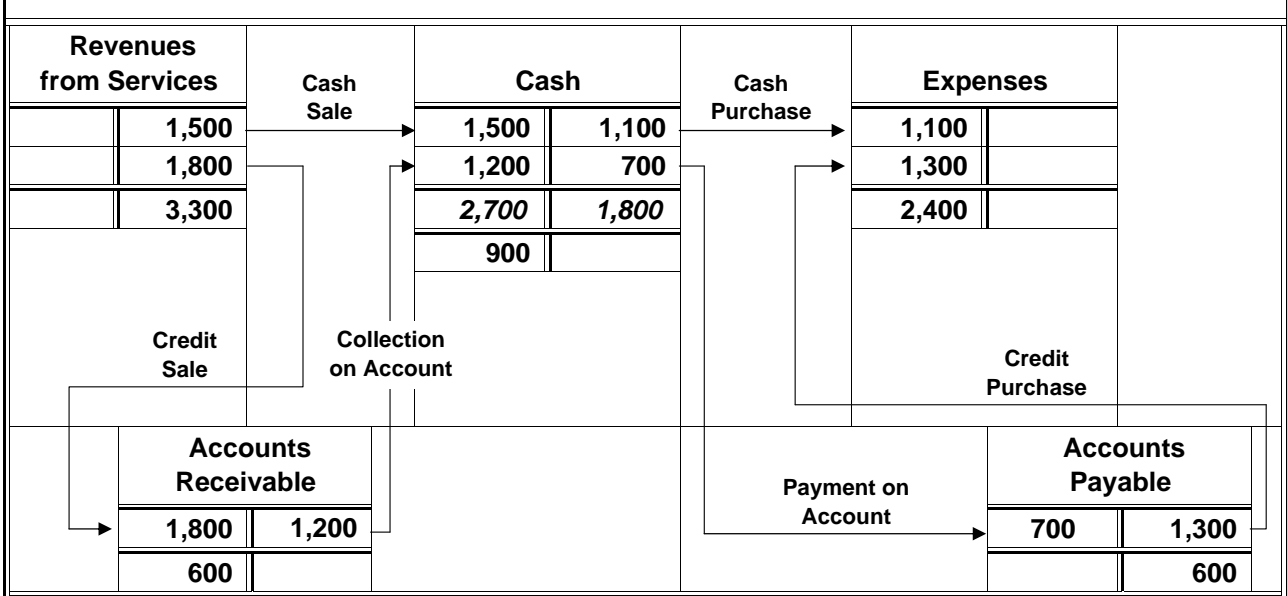 Revenues
from Services
Cash
Sale
Cash
Cash
Purchase
Expenses
1,500
1,500 1,100
1,100
1,800
1,200 700
1,300
3,300
2,700 1,800
2,400
900
Credit
Sale
Collection
on Account
Credit
Purchase
Accounts
Receivable
Payment on
Account
Accounts
Payable
1,800 1,200
700 1,300
600
600